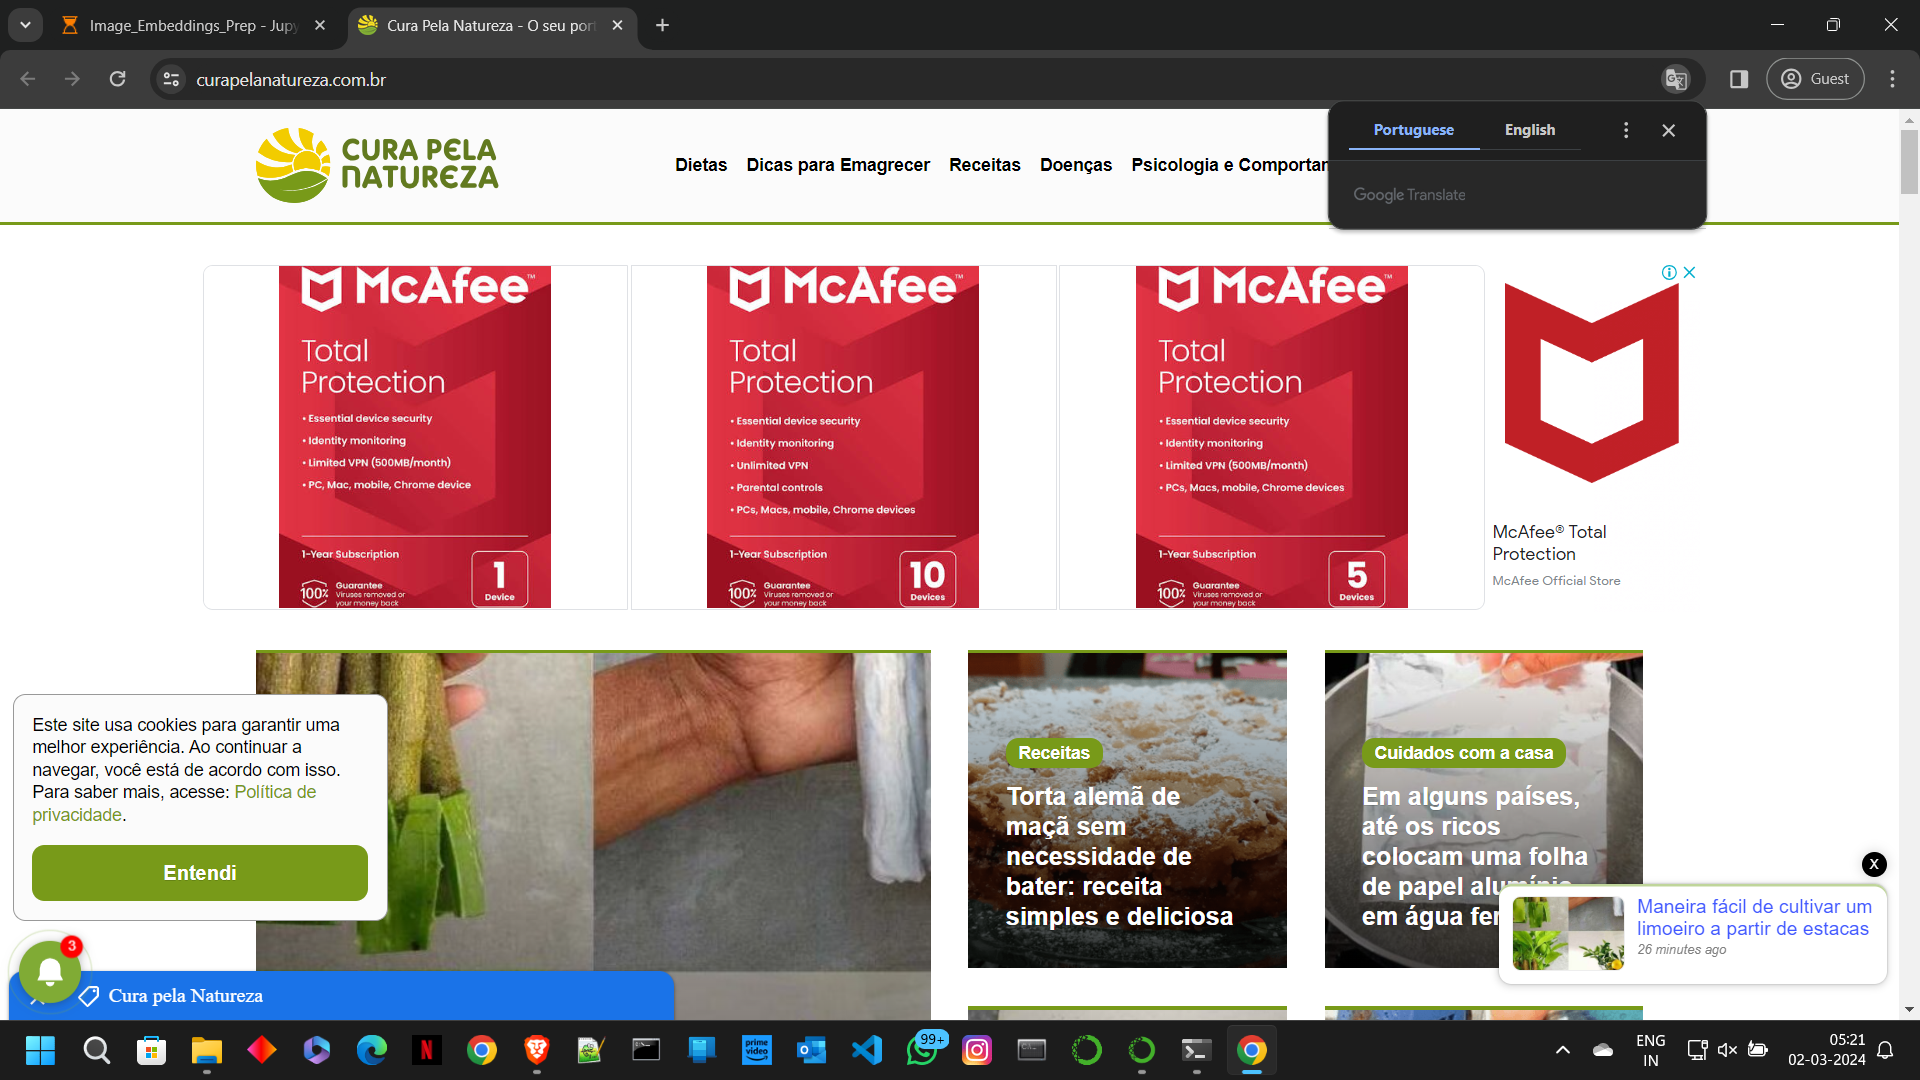 Image_Embeddings_Prep - Jupy
Cura Pela Natureza - O seu port
curapelanatureza.com.br
Guest
Portuguese
English
Google Translate
CURA PELA
NATUREZA
Dietas
Dicas para Emagrecer
Receitas
Doenças
Psicologia e Comportam
McAfee™
Total
Protection
• Essential device security
• Identity monitoring
• Limited VPN (500MB/month)
• PC, Mac, mobile, Chrome device
1-Year Subscription
1
Device
100%
Guarantee
Viruses removed or
your money back
McAfee™
Total
Protection
• Essential device security
• Identity monitoring
• Unlimited VPN
• Parental controls
• PCs, Macs, mobile, Chrome devices
1-Year Subscription
10
Devices
100%
Guarantee
Viruses removed or
your money back
McAfee™
Total
Protection
• Essential device security
• Identity monitoring
• Limited VPN (500MB/month)
• PCs, Macs, mobile, Chrome devices
1-Year Subscription
5
Devices
100%
Guarantee
Viruses removed or
your money back
McAfee® Total
Protection
McAfee Official Store
Este site usa cookies para garantir uma
melhor experiência. Ao continuar a
navegar, você está de acordo com isso.
Para saber mais, acesse: Política de
privacidade.
Entendi
Receitas
Torta alemã de
maçã sem
necessidade de
bater: receita
simples e deliciosa
Cuidados com a casa
Em alguns países,
até os ricos
colocam uma folha
de papel alumínio
em água fer
X
Maneira fácil de cultivar um
limoeiro a partir de estacas
26 minutes ago
3
Cura pela Natureza
prime
video
99+
ENG
IN
05:21
02-03-2024